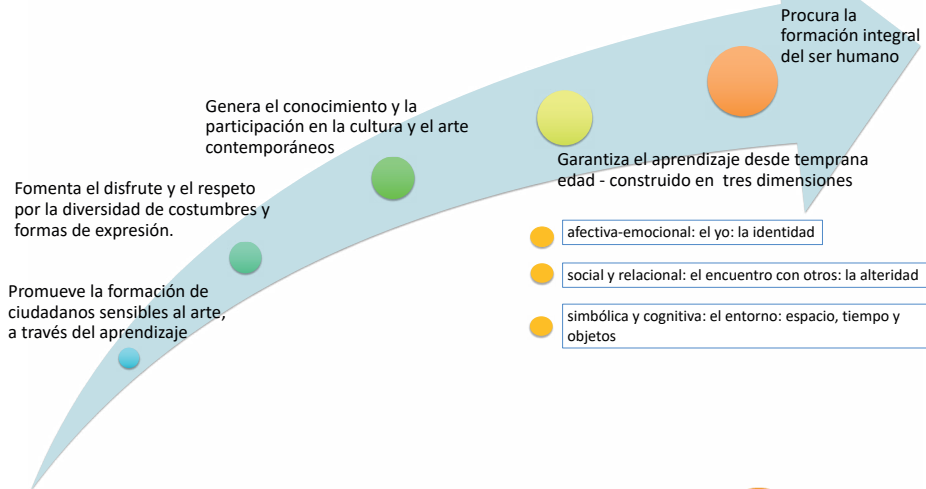 Promueve la formación de
ciudadanos sensibles al arte,
a través del aprendizaje
Fomenta el disfrute y el respeto
por la diversidad de costumbres y
formas de expresión.
Genera el conocimiento y la
participación en la cultura y el arte
contemporáneos
Garantiza el aprendizaje desde temprana
edad - construido en tres dimensiones
afectiva-emocional: el yo: la identidad
social y relacional: el encuentro con otros: la alteridad
simbólica y cognitiva: el entorno: espacio, tiempo y
objetos
Procura la
formación integral
del ser humano